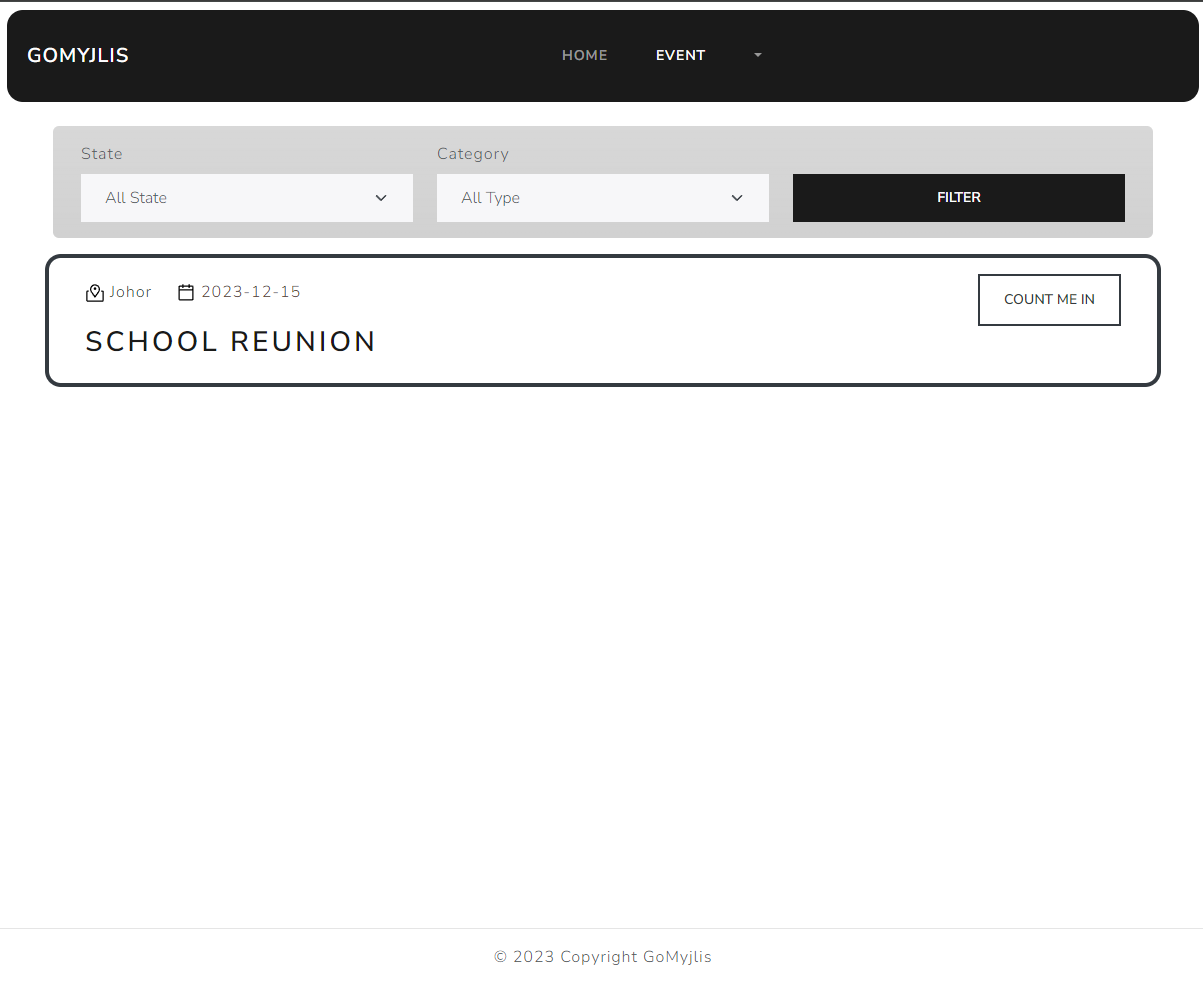 GOMYJLIS
HOME EVENT
State Category
All State All Type FILTER
Johor 2023-12-15 COUNT ME IN
SCHOOL REUNION
© 2023 Copyright GoMyjlis